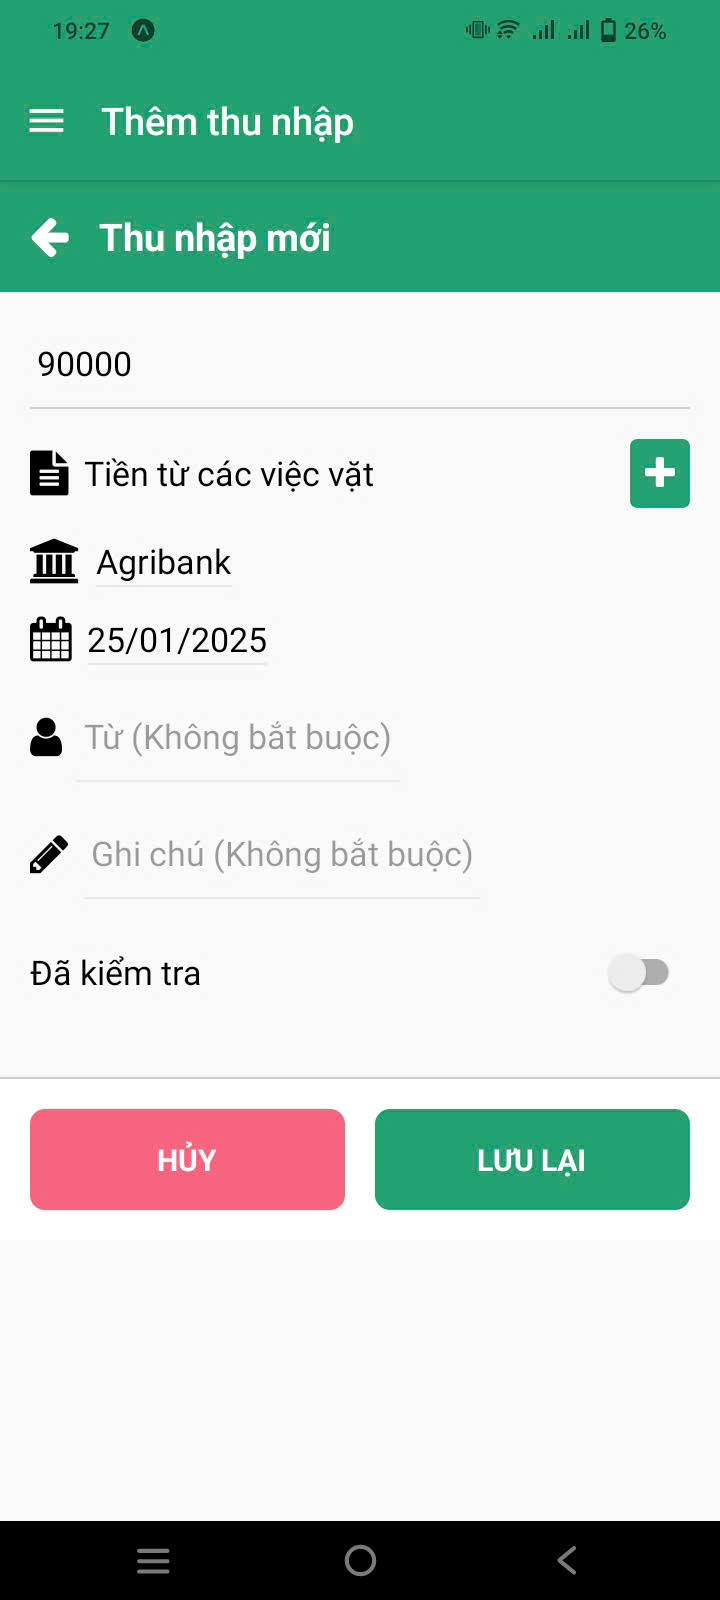 19:27 26%
Thêm thu nhập
Thu nhập mới
90000
Tiền từ các việc vặt
Agribank
25/01/2025
Từ (Không bắt buộc)
Ghi chú (Không bắt buộc)
Đã kiểm tra
HỦY LƯU LẠI